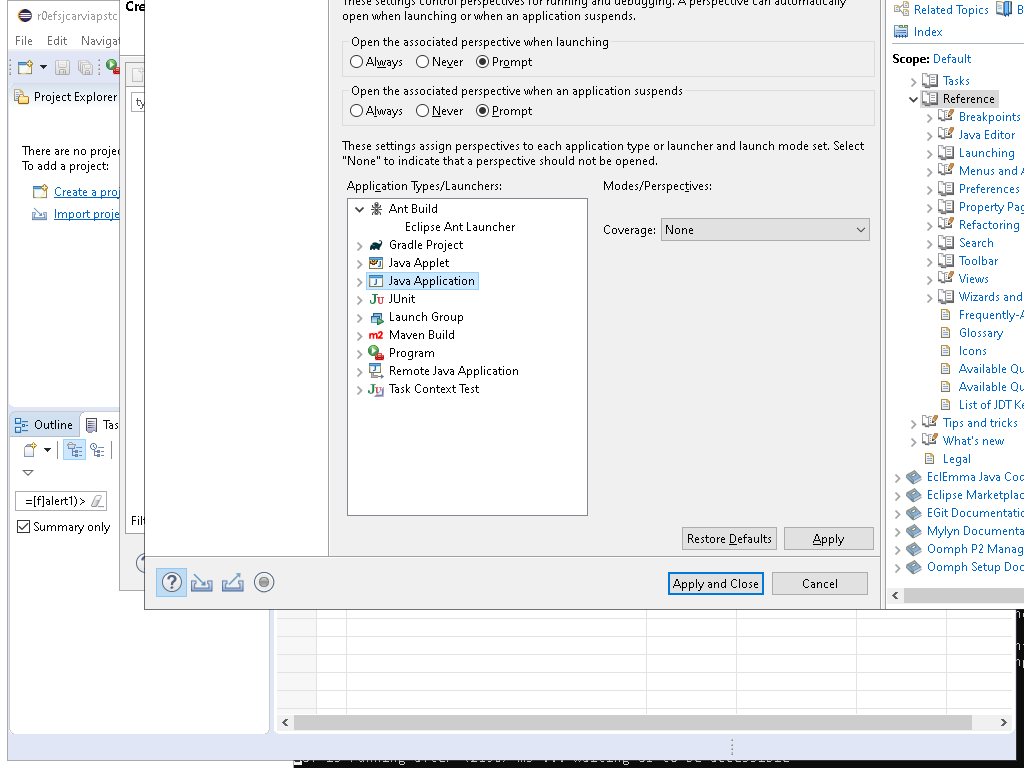 r0efsjcarviapstc
File Edit Navigat
Project Explorer
There are no projec
To add a project:
Create a proj
Import proje
Outline
Tas
=[f]alert1)>
Summary only
Cre
ty
Filt
These settings control perspectives for running and debugging. A perspective can automatically
open when launching or when an application suspends.
Open the associated perspective when launching
Always Never Prompt
Open the associated perspective when an application suspends
Always Never Prompt
These settings assign perspectives to each application type or launcher and launch mode set. Select
"None" to indicate that a perspective should not be opened.
Application Types/Launchers:
Ant Build
Eclipse Ant Launcher
Gradle Project
Java Applet
Java Application
JUnit
Launch Group
Maven Build
Program
Remote Java Application
Task Context Test
Modes/Perspectives:
Coverage: None
Restore Defaults Apply
Apply and Close Cancel
Related Topics B
Index
Scope: Default
Tasks
Reference
Breakpoints
Java Editor
Launching
Menus and A
Preferences
Property Pag
Refactoring
Search
Toolbar
Views
Wizards and
Frequently-A
Glossary
Icons
Available Qu
Available Qu
List of JDT Ke
Tips and tricks
What's new
Legal
EclEmma Java Coc
Eclipse Marketplac
EGit Documentatic
Mylyn Documenta
Oomph P2 Manag
Oomph Setup Doc